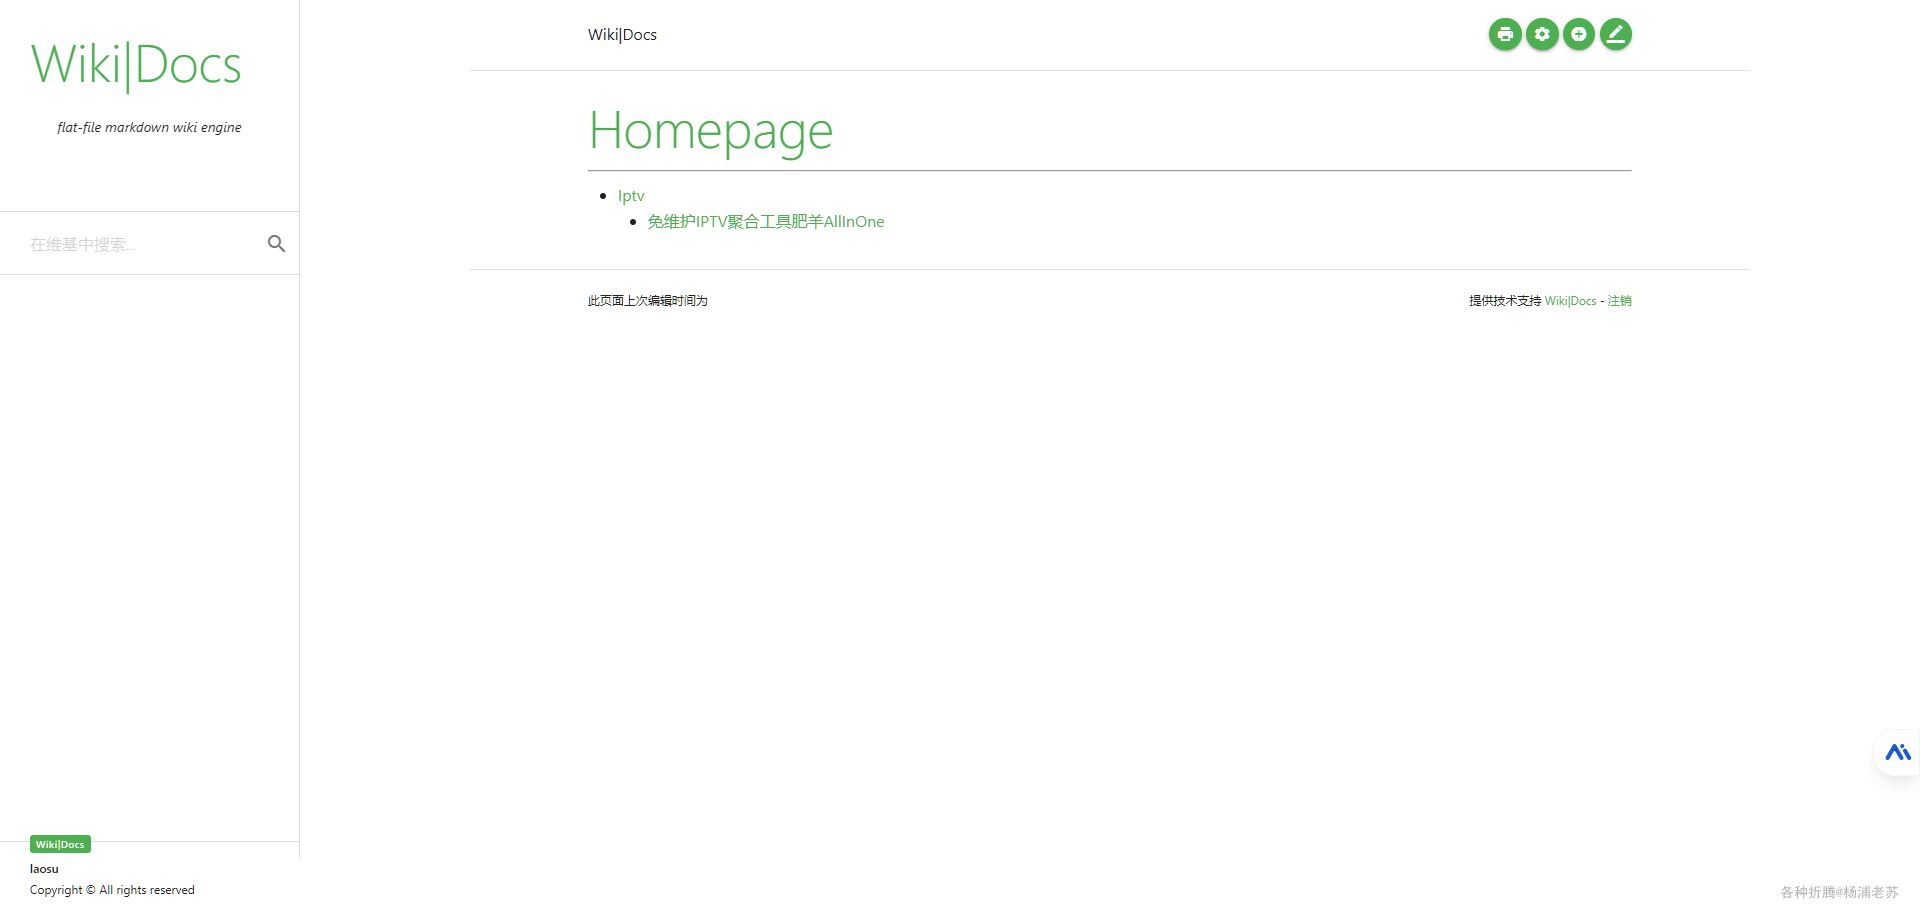 Wiki|Docs
flat-file markdown wiki engine
在维基中搜索...
Wiki|Docs
Homepage
Iptv
免维护IPTV聚合工具肥羊AllInOne
此页面上次编辑时间为
提供技术支持 Wiki|Docs - 注销
Wiki|Docs
laosu
Copyright © All rights reserved
各种折腾@杨浦老苏